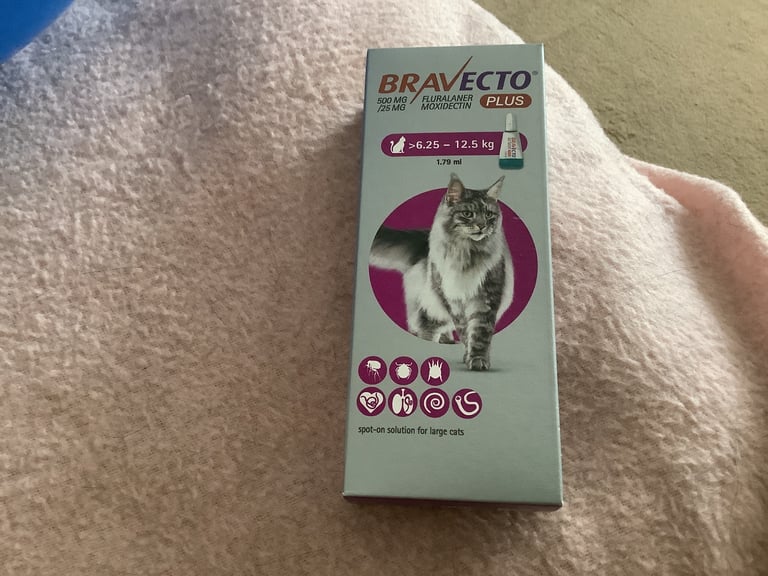 BRAVECTO®
500 MG FLURALANER PLUS
/25 MG MOXIDECTIN
>6.25 – 12.5 kg
1.79 ml
spot-on solution for large cats